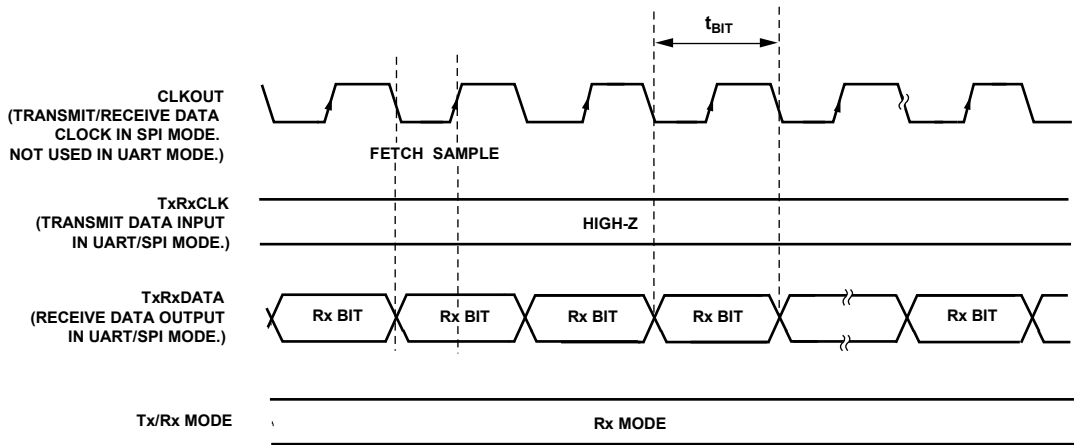 tBIT
CLKOUT
(TRANSMIT/RECEIVE DATA
CLOCK IN SPI MODE.
NOT USED IN UART MODE.)
FETCH SAMPLE
TxRxCLK
(TRANSMIT DATA INPUT
IN UART/SPI MODE.)
HIGH-Z
TxRxDATA
(RECEIVE DATA OUTPUT
IN UART/SPI MODE.)
Rx BIT Rx BIT Rx BIT Rx BIT Rx BIT
Tx/Rx MODE
Rx MODE